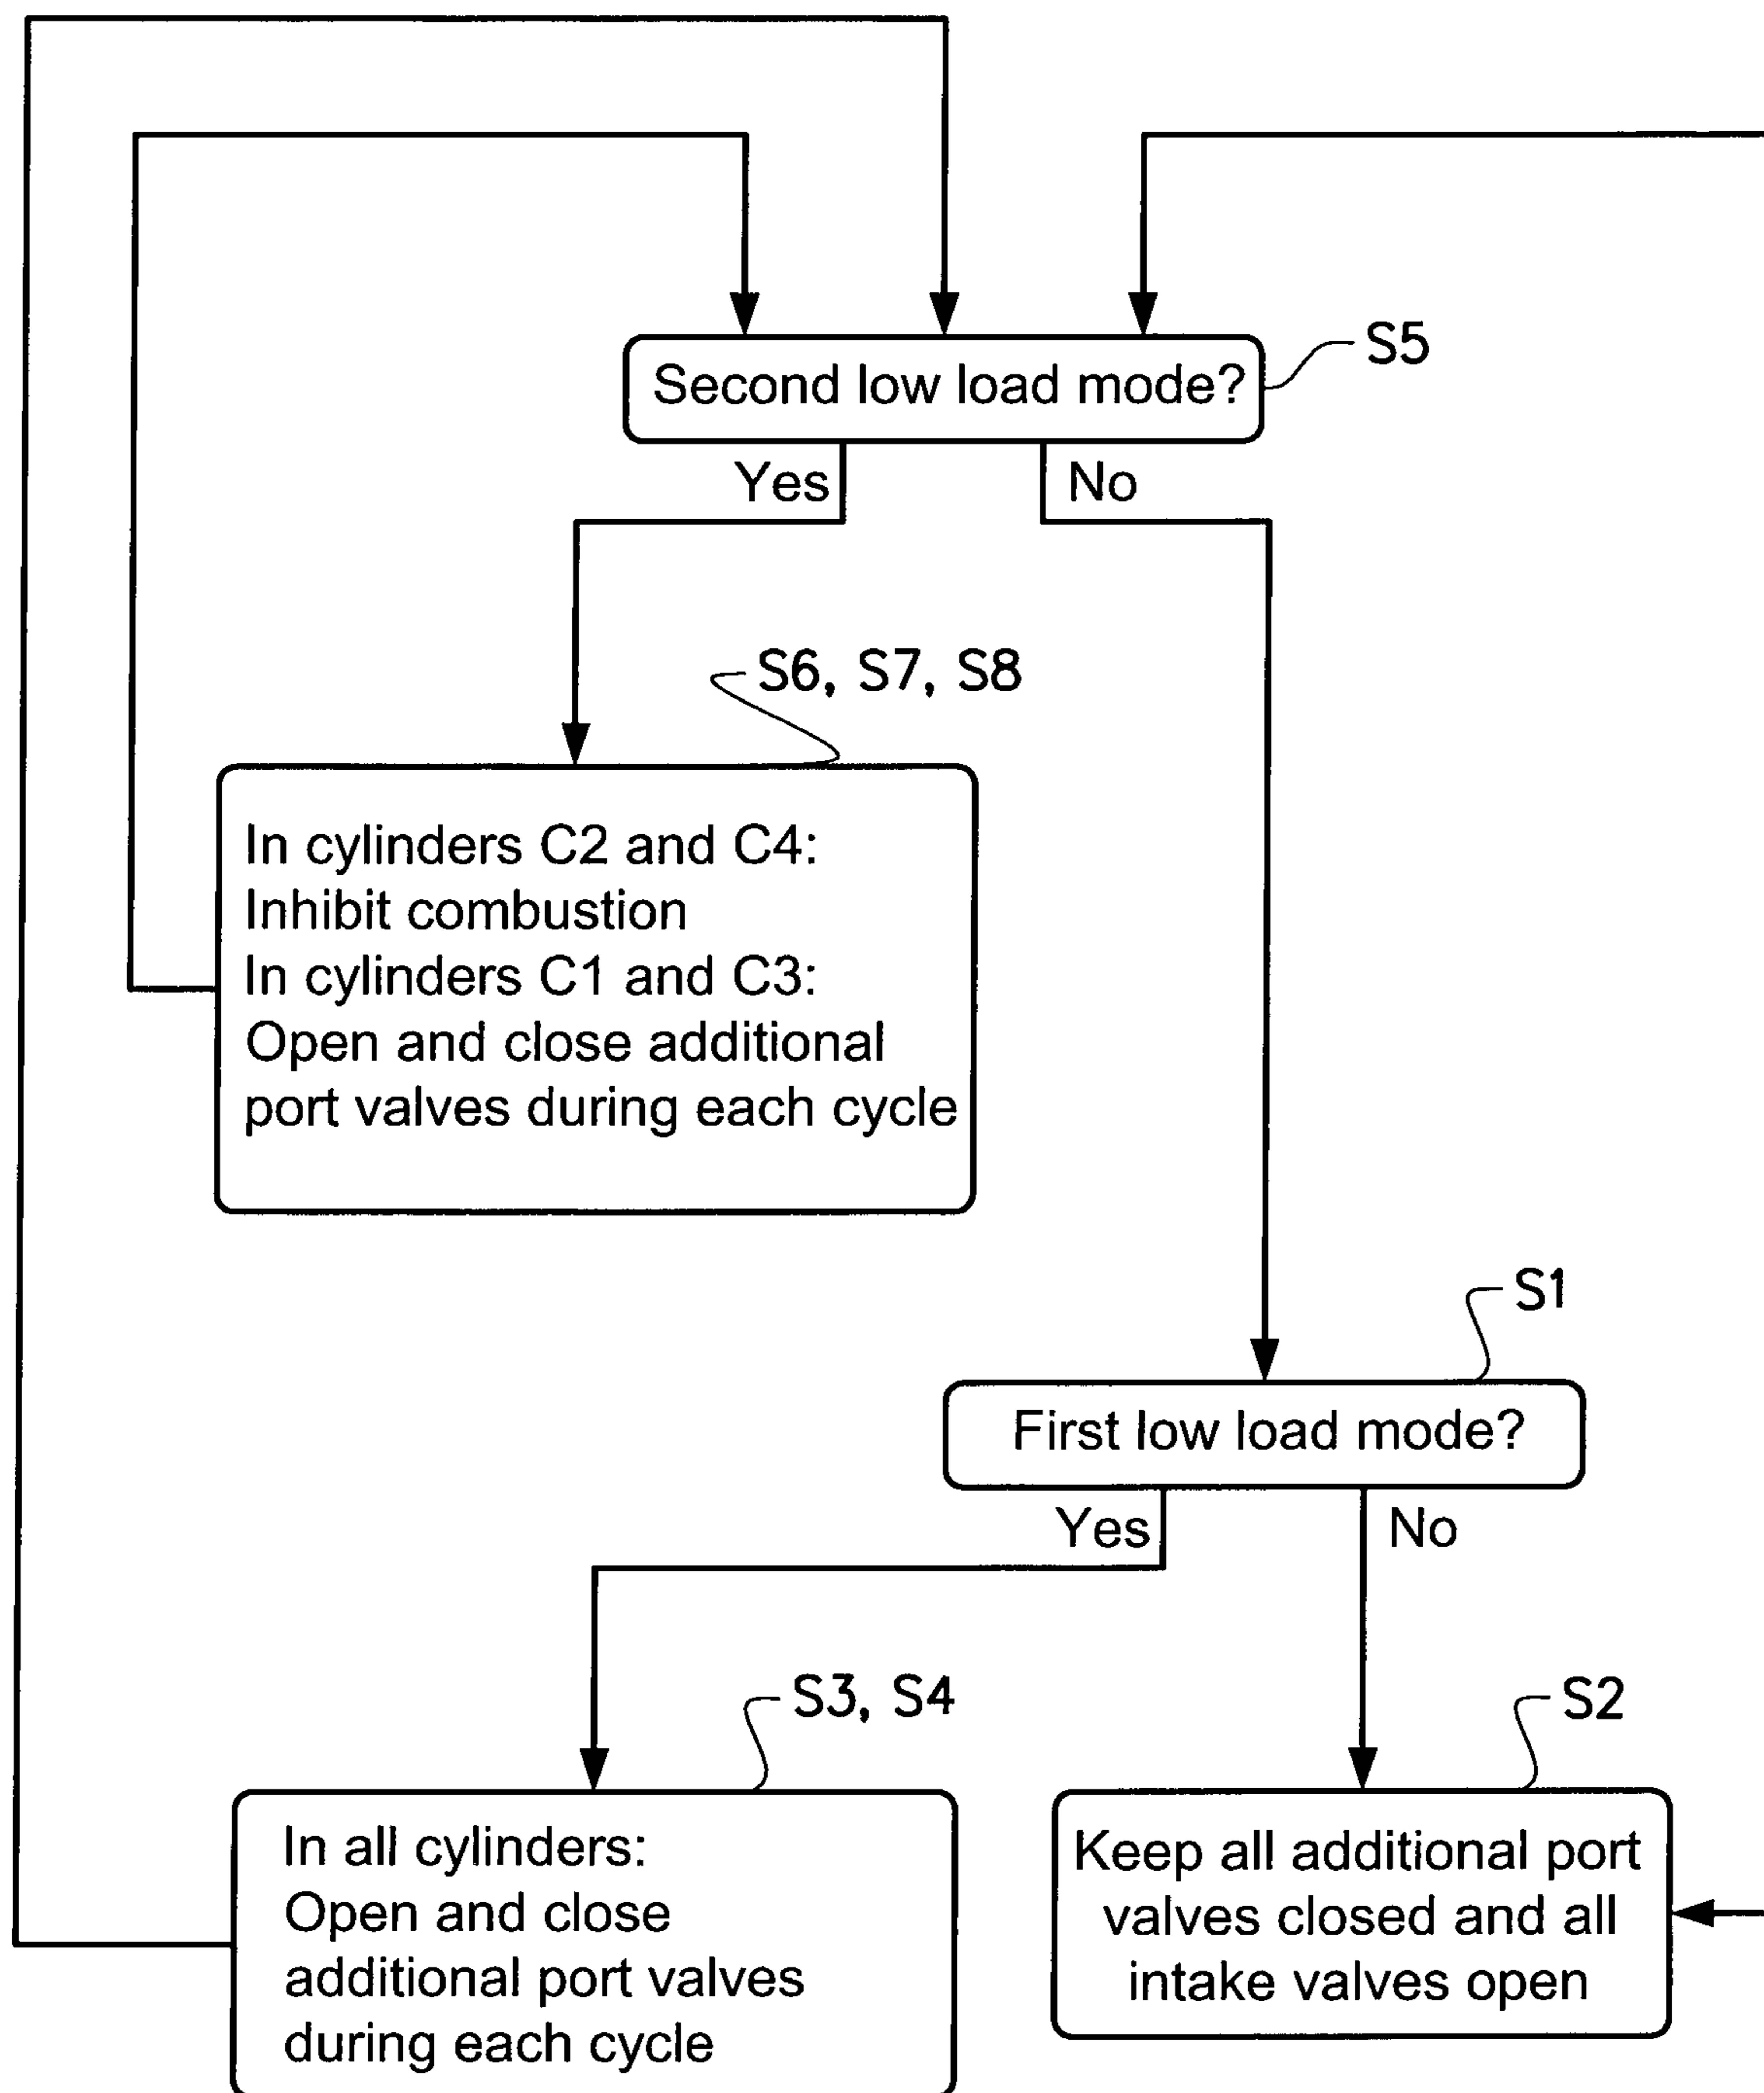 S5
Second low load mode?
Yes
No
S6, S7, S8
In cylinders C2 and C4:
Inhibit combustion
In cylinders C1 and C3:
Open and close additional
port valves during each cycle
S1
First low load mode?
Yes
No
S3, S4
S2
In all cylinders:
Open and close
additional port valves
during each cycle
Keep all additional port
valves closed and all
intake valves open